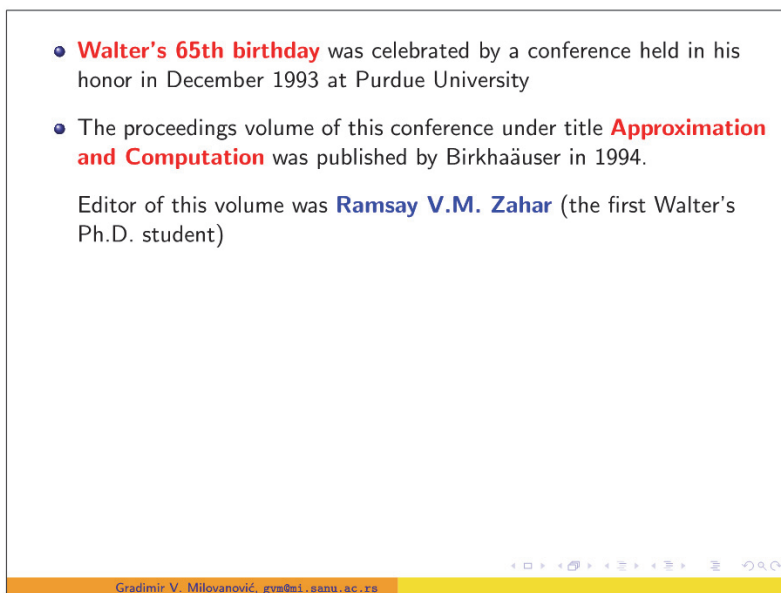 Walter's 65th birthday was celebrated by a conference held in his
honor in December 1993 at Purdue University
The proceedings volume of this conference under title Approximation
and Computation was published by Birkhaäuser in 1994.
Editor of this volume was Ramsay V.M. Zahar (the first Walter's
Ph.D. student)
Gradimir V. Milovanović, gvm@mi.sanu.ac.rs